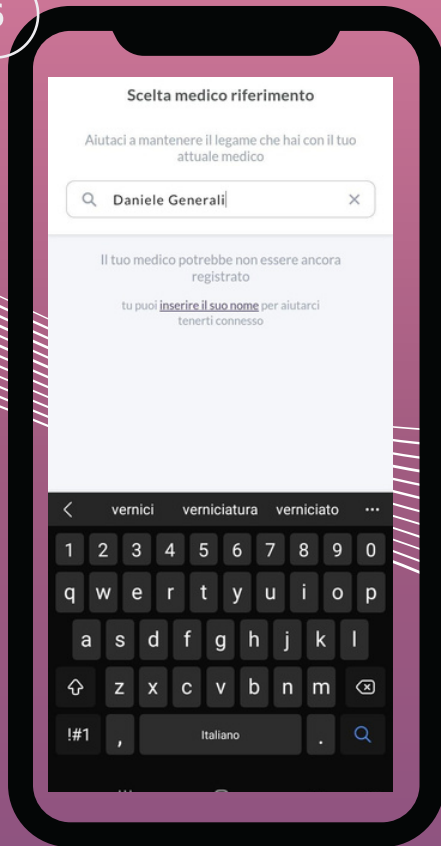 Scelta medico riferimento
Aiutaci a mantenere il legame che hai con il tuo
attuale medico
Daniele Generali
Il tuo medico potrebbe non essere ancora
registrato
tu puoi inserire il suo nome per aiutarci
tenerti connesso
vernici verniciatura verniciato
1 2 3 4 5 6 7 8 9 0
q w e r t y u i o p
a s d f g h j k l
z x c v b n m
!#1 , Italiano .